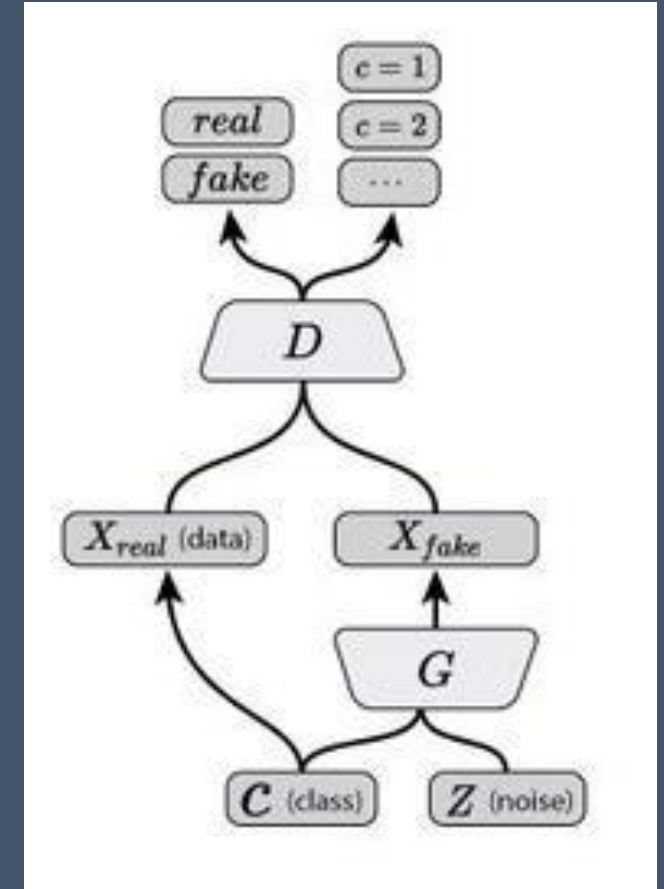 c = 1
real
c = 2
fake
...
D
X_real (data)
X_fake
G
C (class)
Z (noise)